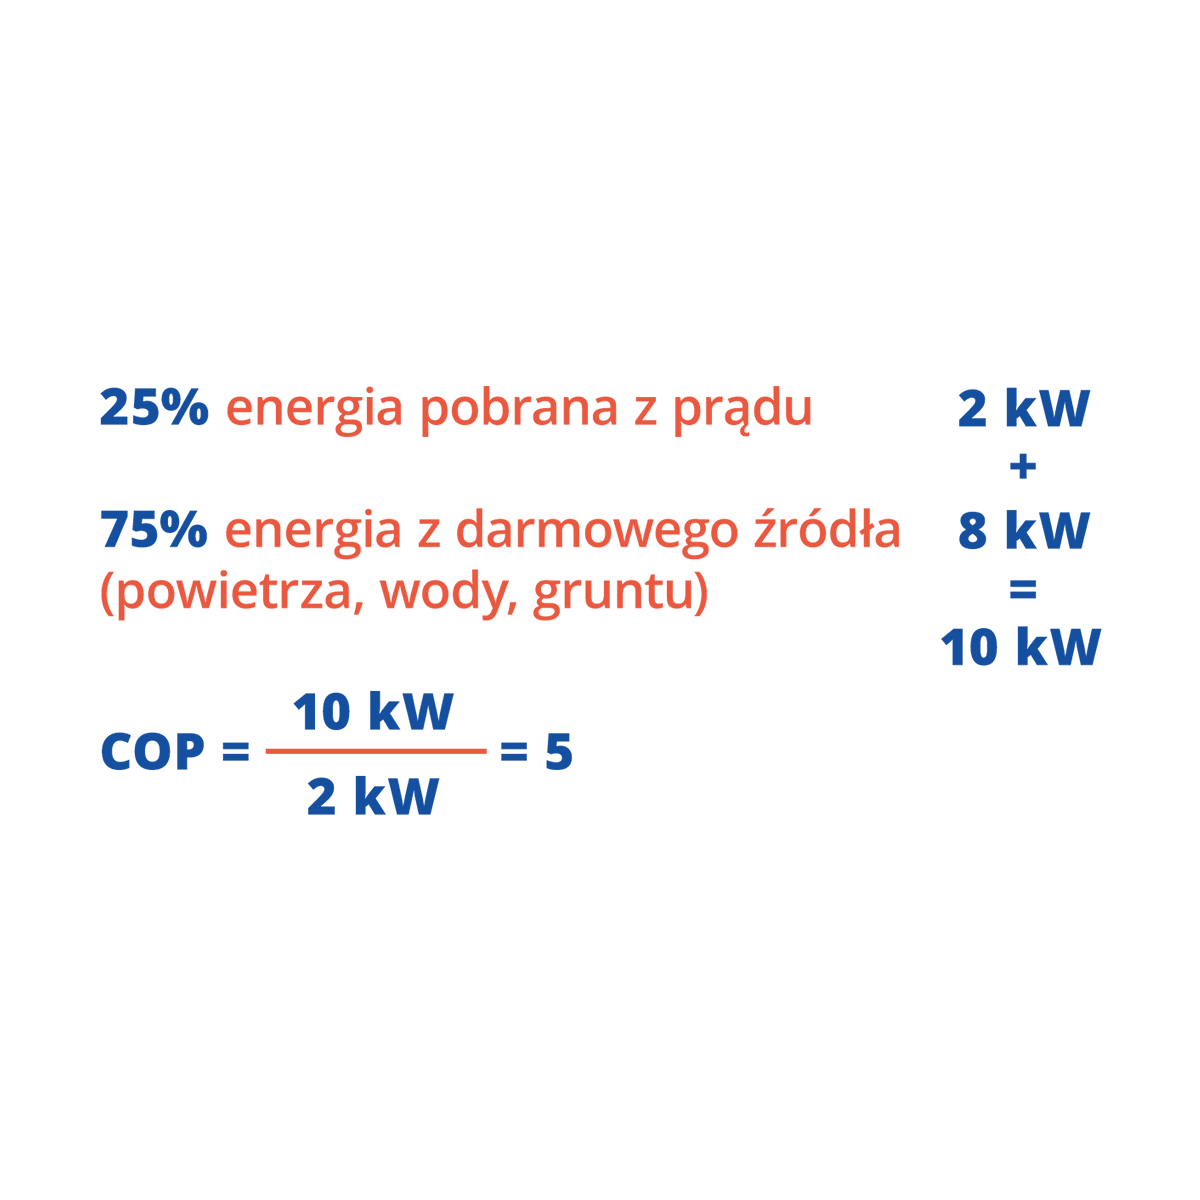 25% energia pobrana z prądu 2 kW
+
75% energia z darmowego źródła 8 kW
(powietrza, wody, gruntu) =
10 kW
10 kW
COP = = 5
2 kW